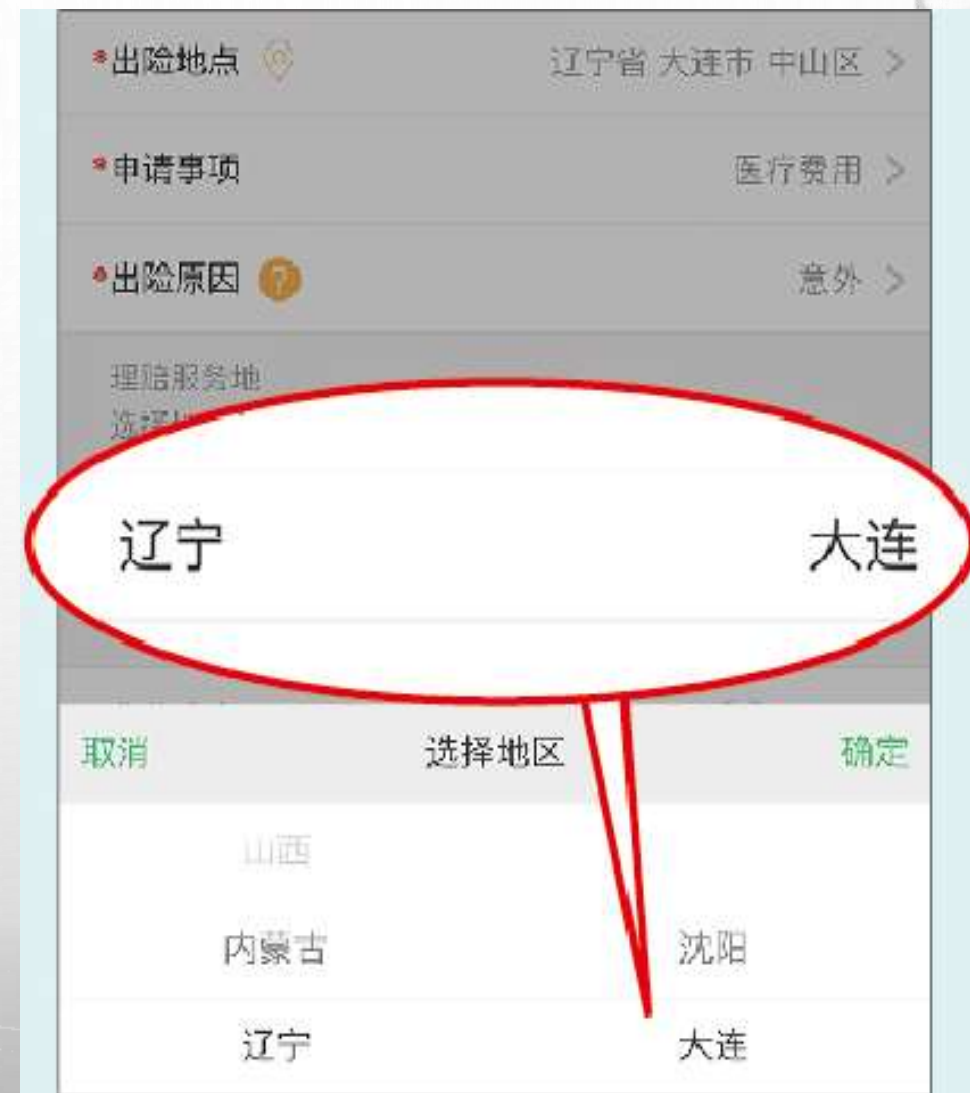 *出险地点 辽宁省 大连市 中山区 >
*申请事项 医疗费用 >
*出险原因 ? 意外 >
理赔服务地
选择
辽宁 大连
取消 选择地区 确定
山西
内蒙古 沈阳
辽宁 大连